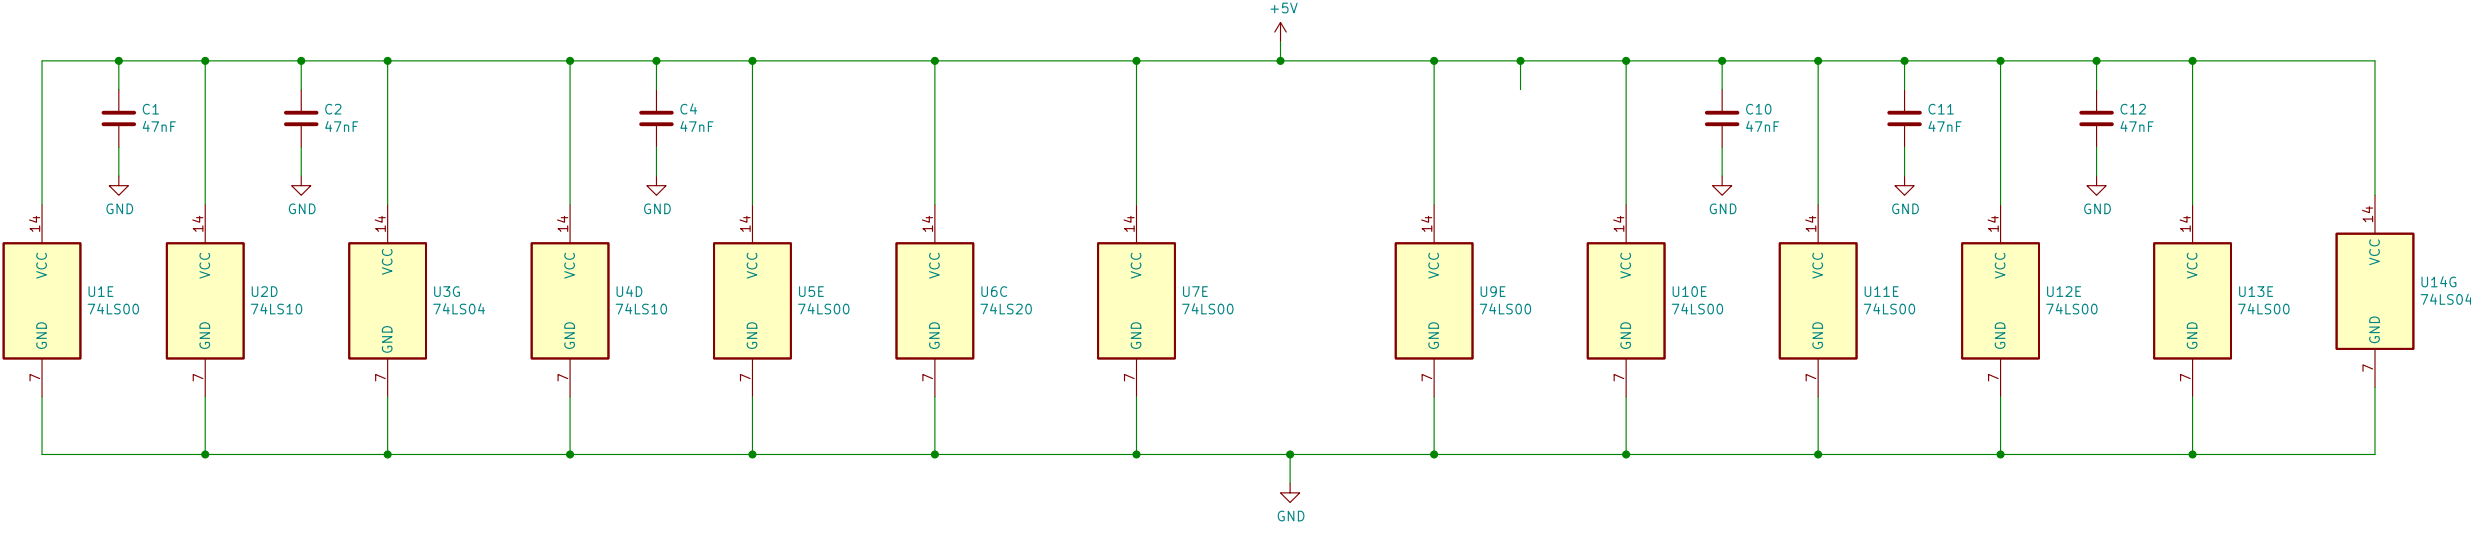 +5V
C1
47nF
C2
47nF
C4
47nF
C10
47nF
C11
47nF
C12
47nF
GND
GND
GND
GND
GND
GND
14
14
14
14
14
14
14
14
14
14
14
14
14
VCC
VCC
VCC
VCC
VCC
VCC
VCC
VCC
VCC
VCC
VCC
VCC
VCC
U1E
74LS00
U2D
74LS10
U3G
74LS04
U4D
74LS10
U5E
74LS00
U6C
74LS20
U7E
74LS00
U9E
74LS00
U10E
74LS00
U11E
74LS00
U12E
74LS00
U13E
74LS00
U14G
74LS04
GND
GND
GND
GND
GND
GND
GND
GND
GND
GND
GND
GND
GND
7
7
7
7
7
7
7
7
7
7
7
7
7
GND